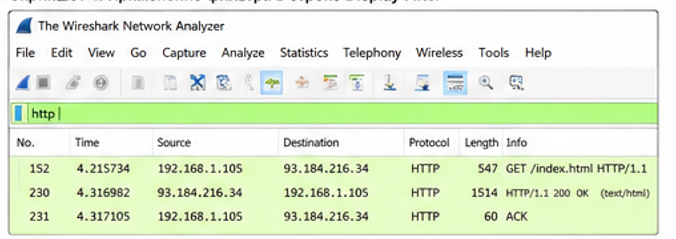 The Wireshark Network Analyzer
File Edit View Go Capture Analyze Statistics Telephony Wireless Tools Help
http
No. Time Source Destination Protocol Length Info
152 4.215734 192.168.1.105 93.184.216.34 HTTP 547 GET /index.html HTTP/1.1
230 4.316982 93.184.216.34 192.168.1.105 HTTP 1514 HTTP/1.1 200 OK (text/html)
231 4.317105 192.168.1.105 93.184.216.34 HTTP 60 ACK